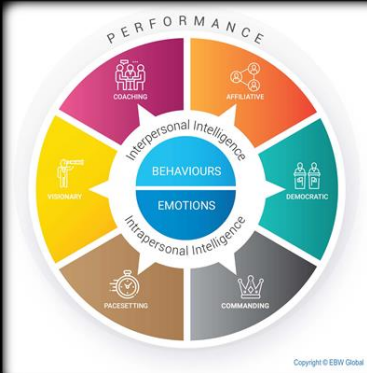 PERFORMANCE
COACHING
AFFILIATIVE
Interpersonal Intelligence
BEHAVIOURS
VISIONARY
DEMOCRATIC
EMOTIONS
Intrapersonal Intelligence
PACESETTING
COMMANDING
Copyright © EBW Global